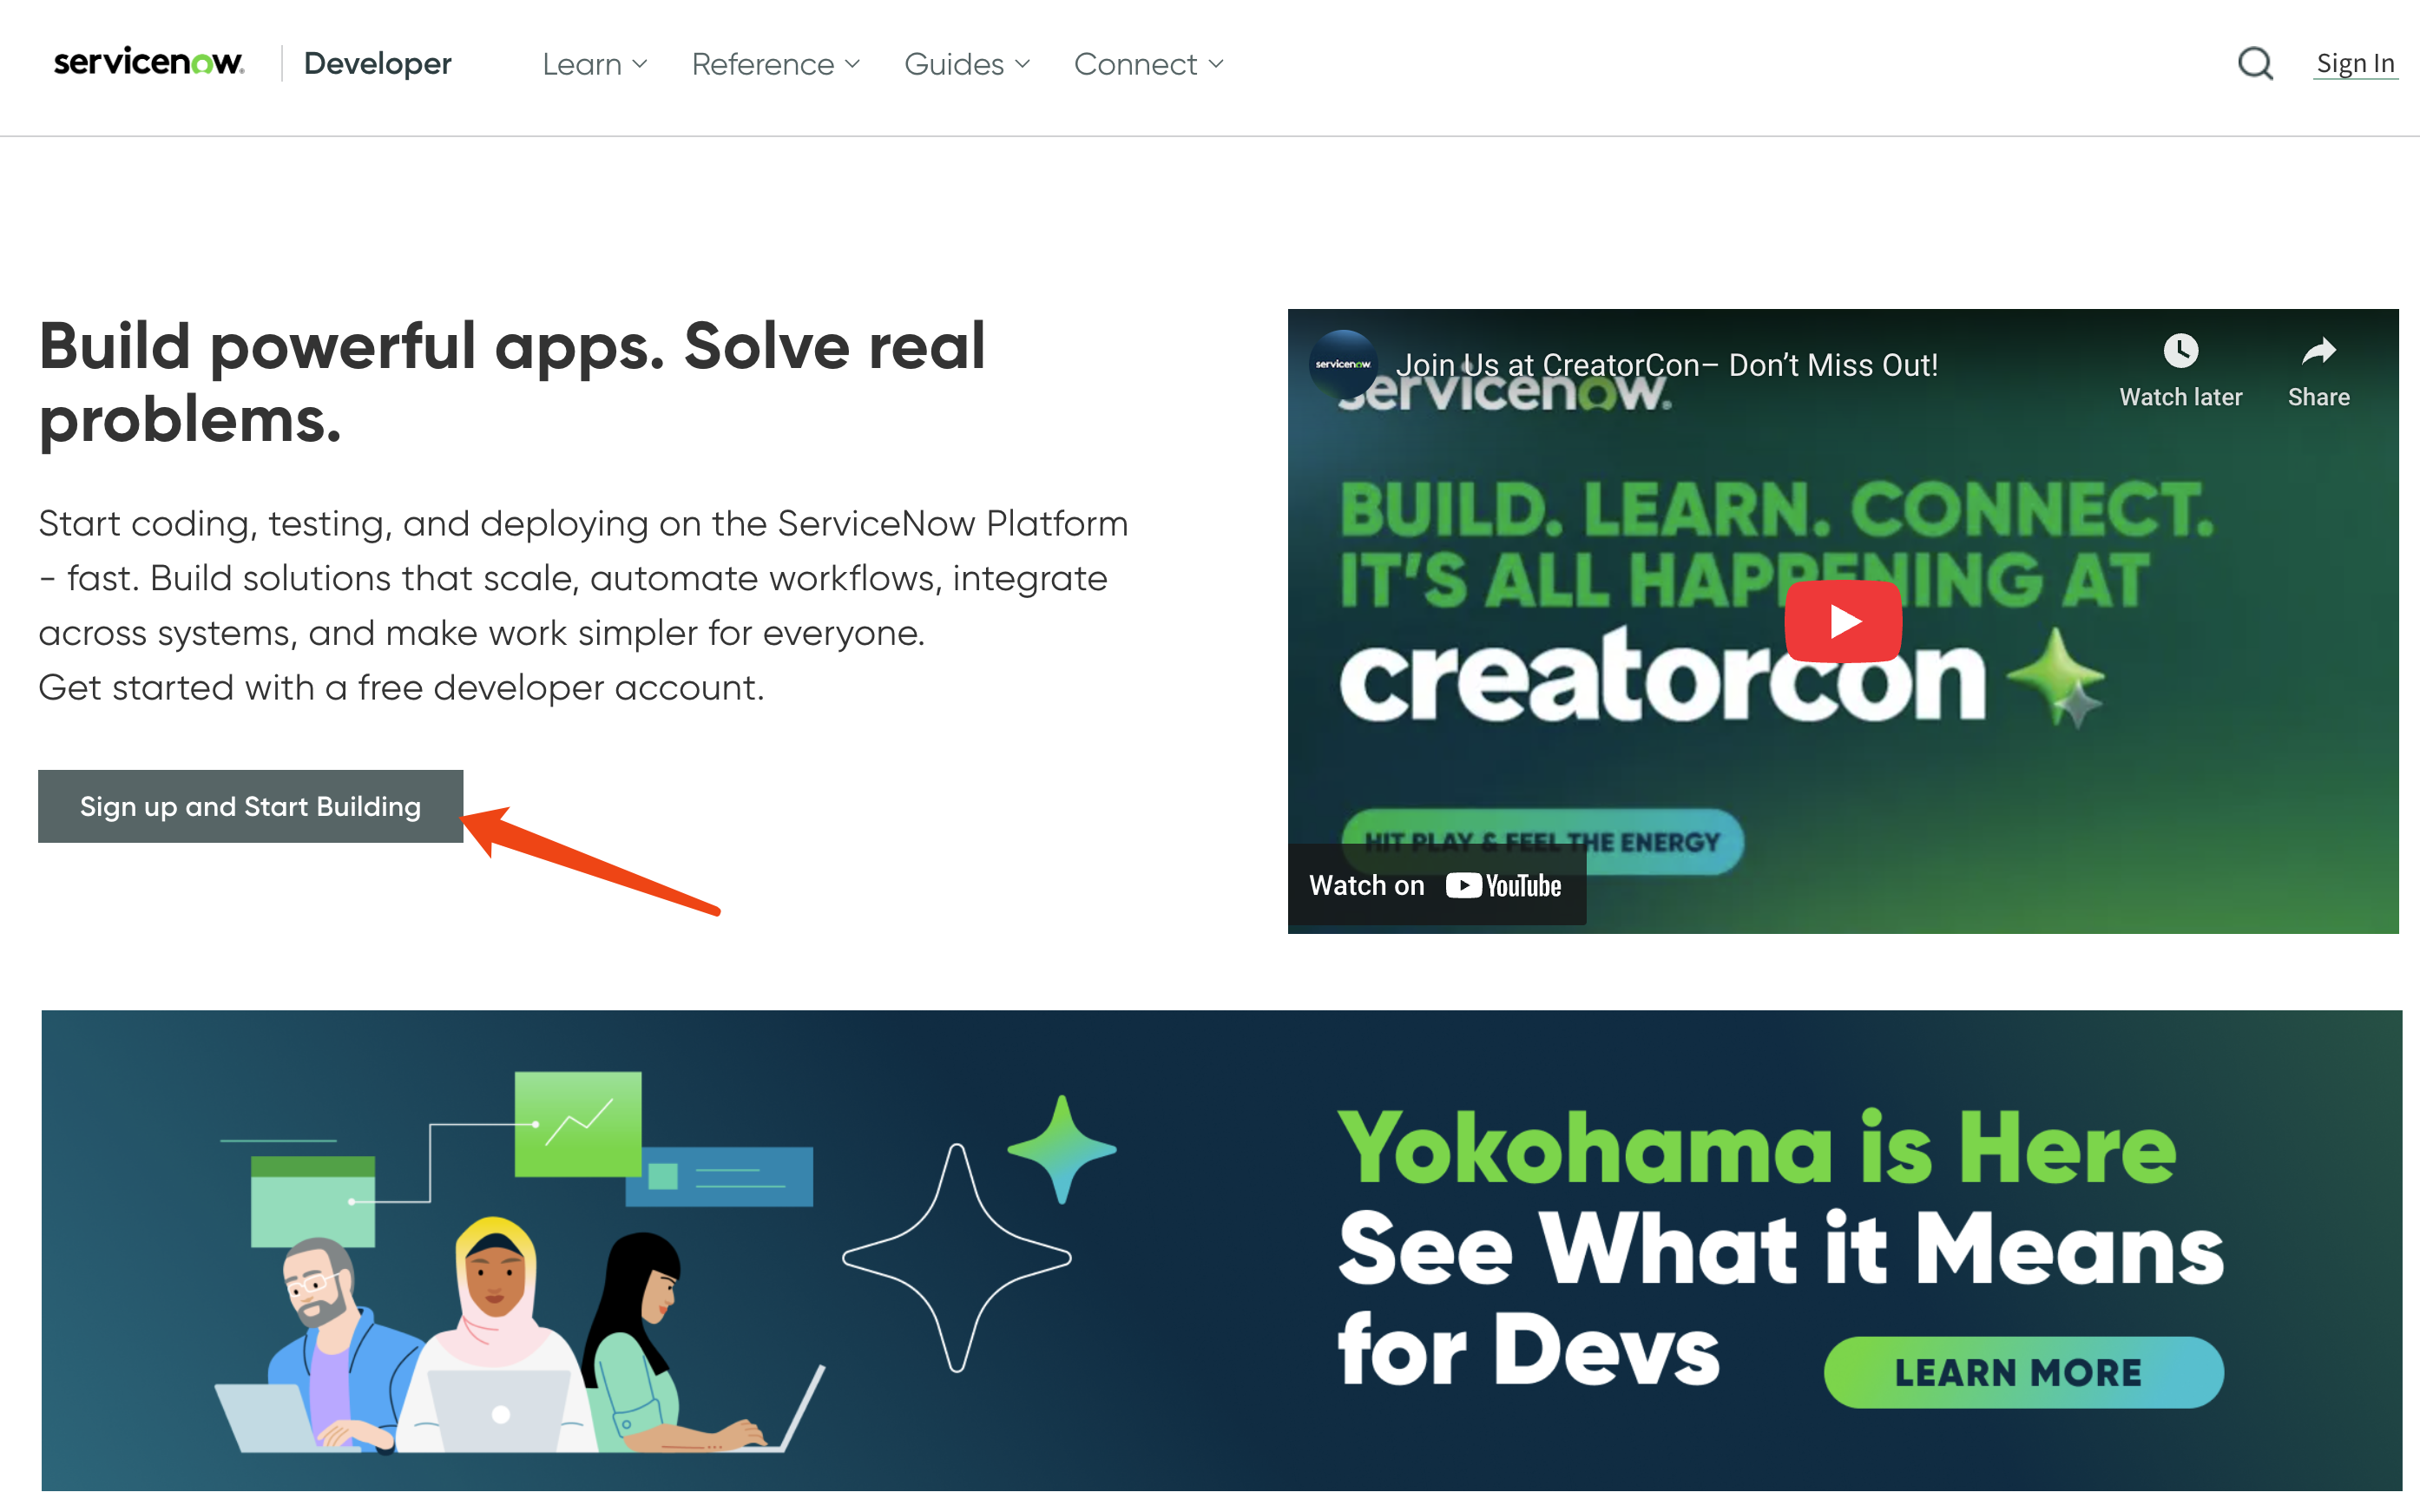 servicenow. Developer Learn Reference Guides Connect Sign In
Build powerful apps. Solve real
problems.
Start coding, testing, and deploying on the ServiceNow Platform
- fast. Build solutions that scale, automate workflows, integrate
across systems, and make work simpler for everyone.
Get started with a free developer account.
Sign up and Start Building
servicenow. Join Us at CreatorCon– Don’t Miss Out!
Watch later Share
servicenow.
BUILD. LEARN. CONNECT.
IT’S ALL HAPPENING AT
creatorcon
HIT PLAY & FEEL THE ENERGY
Watch on YouTube
Yokohama is Here
See What it Means
for Devs
LEARN MORE